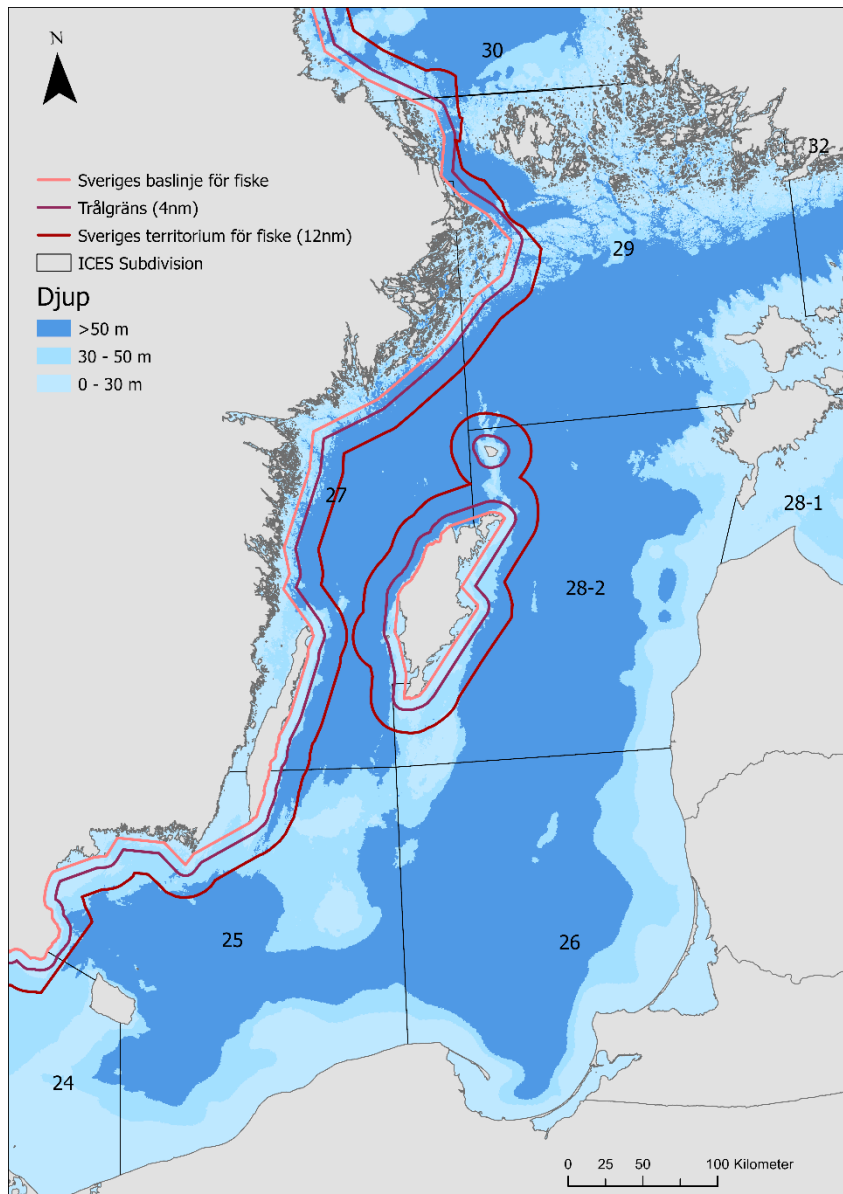 30
N
32
Sveriges baslinje för fiske
Trålgräns (4nm)
Sveriges territorium för fiske (12nm)
ICES Subdivision
29
Djup
>50 m
30 - 50 m
0 - 30 m
27
28-1
28-2
25
26
24
0 25 50 100 Kilometer